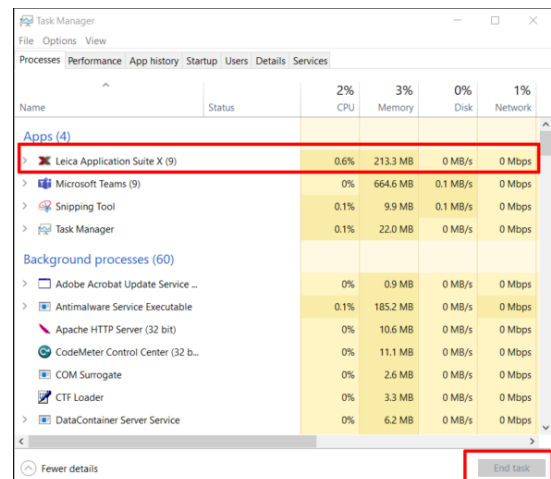 Task Manager
File Options View
Processes Performance App history Startup Users Details Services
2% 3% 0% 1%
Name Status CPU Memory Disk Network
Apps (4)
Leica Application Suite X (9) 0.6% 213.3 MB 0 MB/s 0 Mbps
Microsoft Teams (9) 0% 664.6 MB 0.1 MB/s 0 Mbps
Snipping Tool 0.1% 9.9 MB 0.1 MB/s 0 Mbps
Task Manager 0.1% 22.0 MB 0 MB/s 0 Mbps
Background processes (60)
Adobe Acrobat Update Service ... 0% 0.9 MB 0 MB/s 0 Mbps
Antimalware Service Executable 0.1% 185.2 MB 0 MB/s 0 Mbps
Apache HTTP Server (32 bit) 0% 10.6 MB 0 MB/s 0 Mbps
CodeMeter Control Center (32 b... 0% 11.1 MB 0 MB/s 0 Mbps
COM Surrogate 0% 2.6 MB 0 MB/s 0 Mbps
CTF Loader 0% 3.3 MB 0 MB/s 0 Mbps
DataContainer Server Service 0% 6.2 MB 0 MB/s 0 Mbps
Fewer details End task